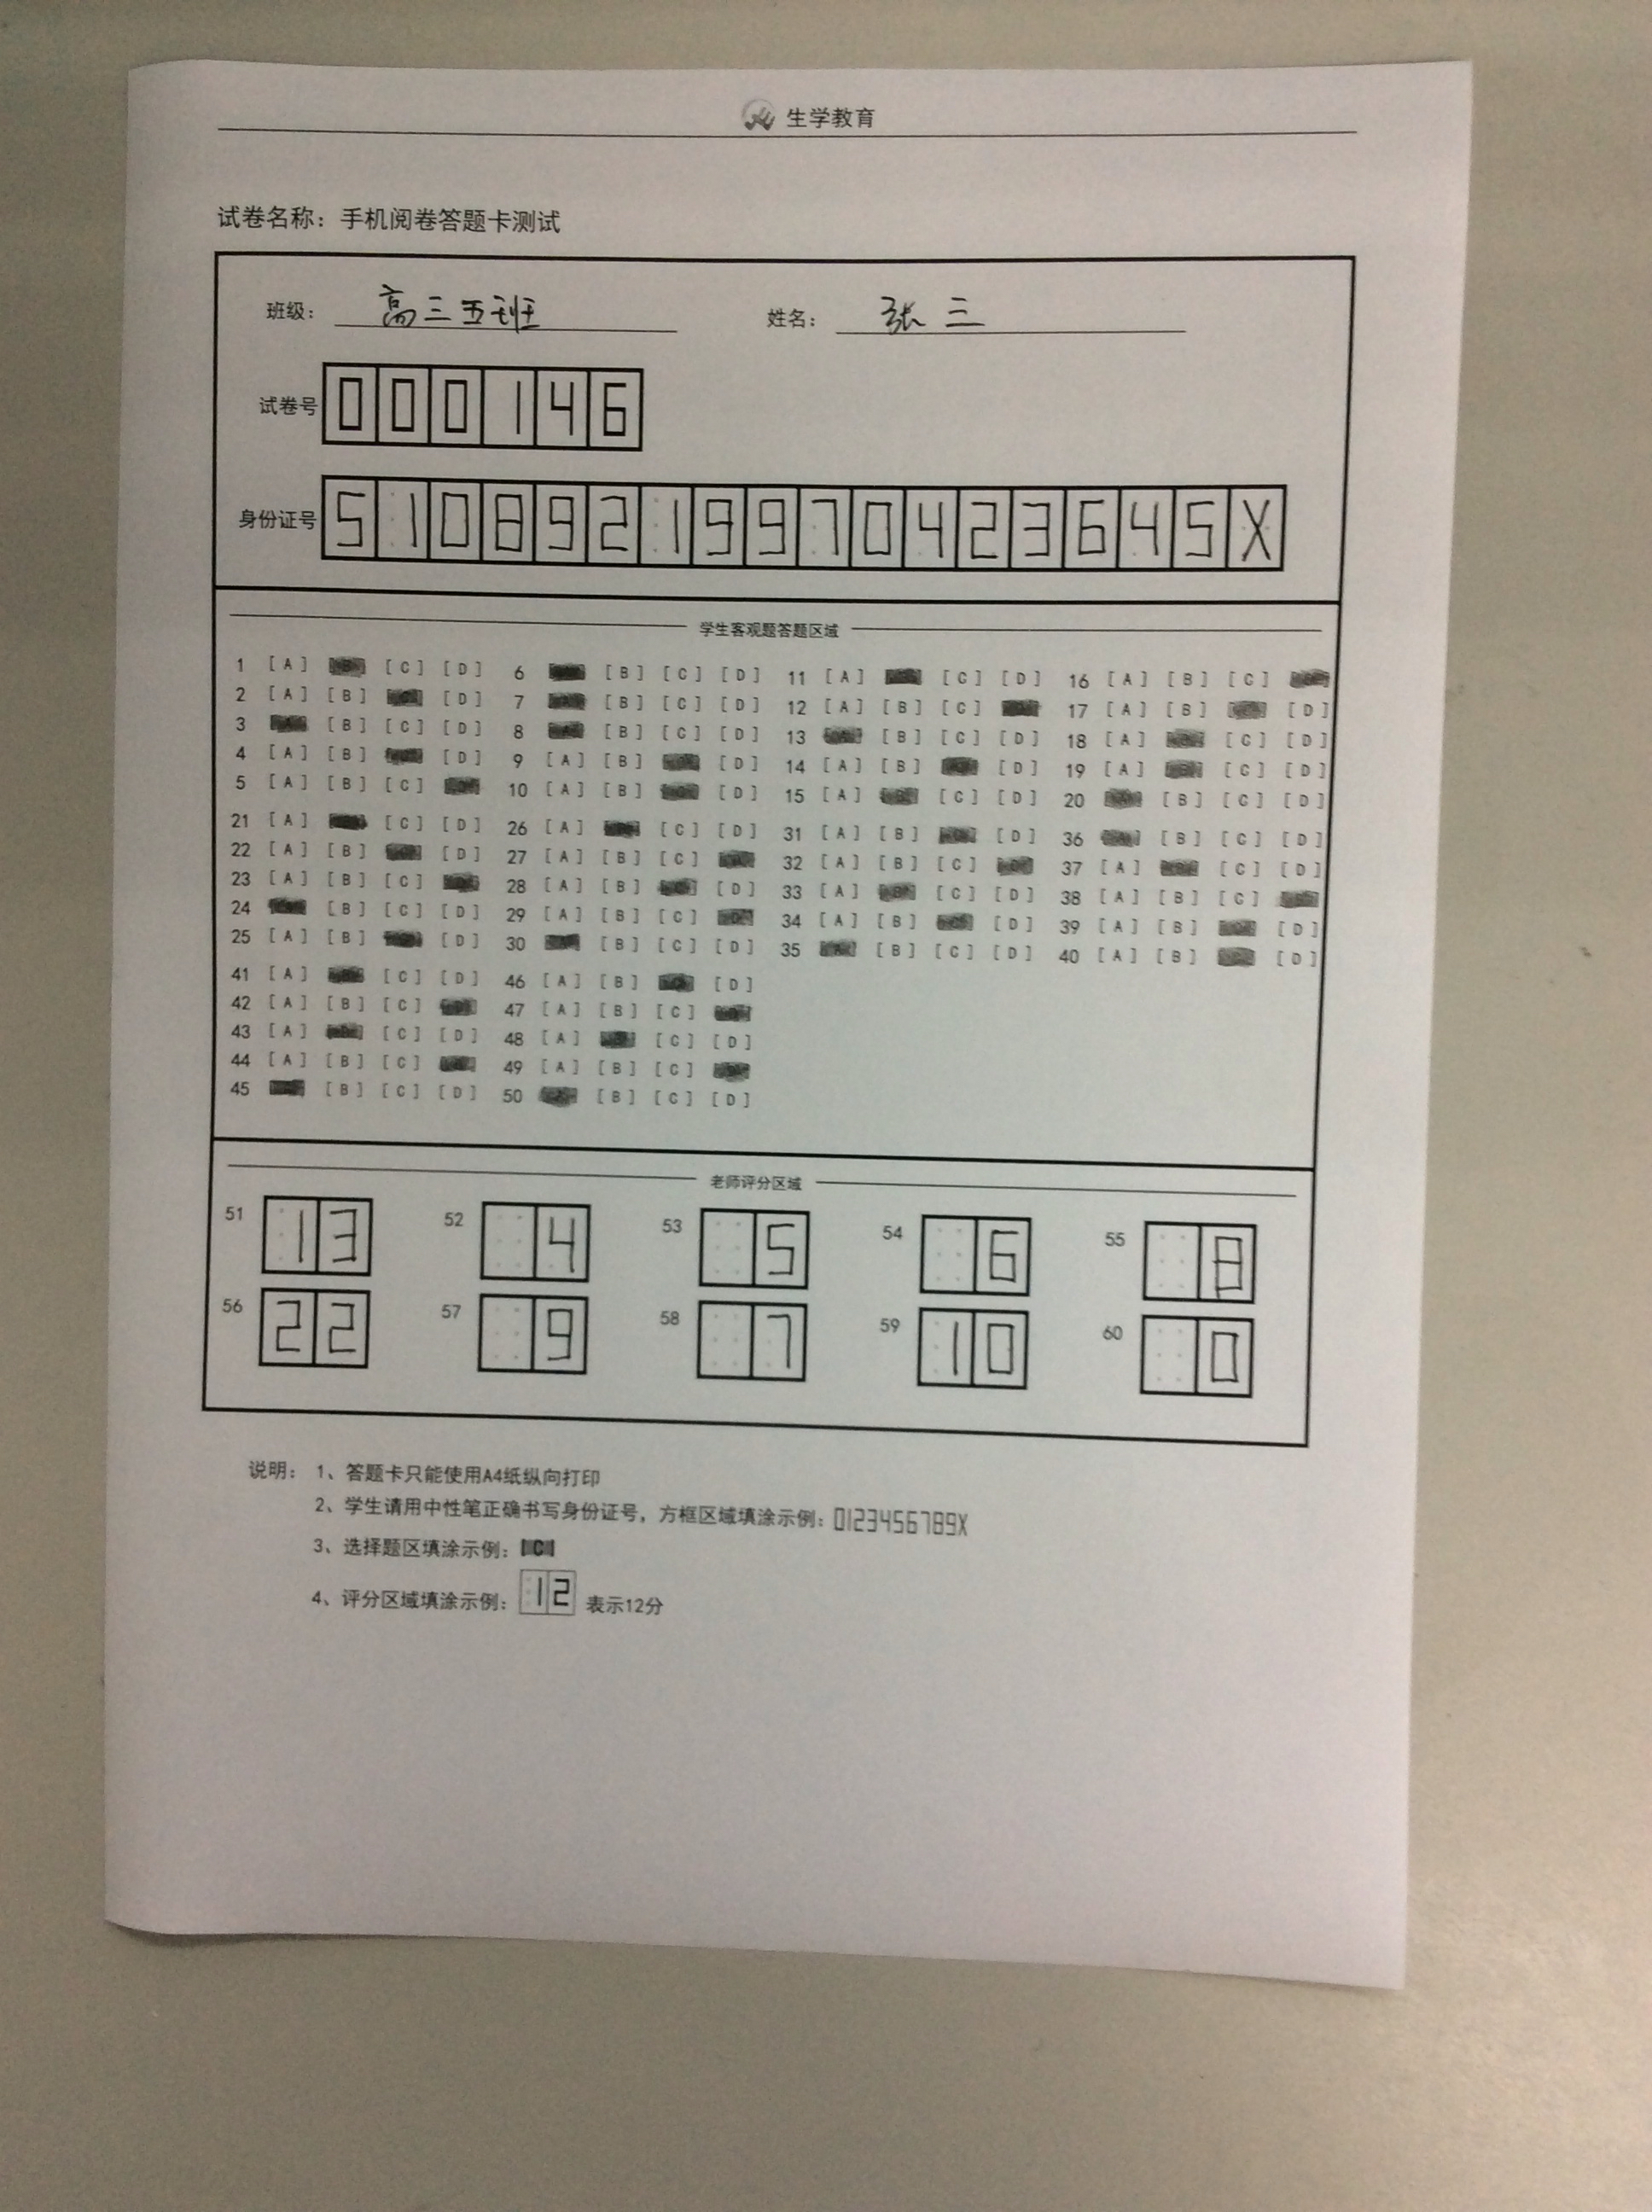 生学教育
试卷名称：手机阅卷答题卡测试
班级： 高三五班 姓名： 张三
试卷号 000146
身份证号 51089219970423645X
学生客观题答题区域
1 [A] [C] [D] 6 [B] [C] [D] 11 [A] [C] [D] 16 [A] [B] [C]
2 [A] [B] [D] 7 [B] [C] [D] 12 [A] [B] [C] 17 [A] [B] [D]
3 [B] [C] [D] 8 [B] [C] [D] 13 [B] [C] [D] 18 [A] [C] [D]
4 [A] [B] [D] 9 [A] [B] [D] 14 [A] [B] [D] 19 [A] [C] [D]
5 [A] [B] [C] 10 [A] [B] [D] 15 [A] [C] [D] 20 [B] [C] [D]
21 [A] [C] [D] 26 [A] [C] [D] 31 [A] [B] [D] 36 [B] [C] [D]
22 [A] [B] [D] 27 [A] [B] [C] 32 [A] [B] [C] 37 [A] [C] [D]
23 [A] [B] [C] 28 [A] [B] [D] 33 [A] [C] [D] 38 [A] [B] [C]
24 [B] [C] [D] 29 [A] [B] [C] 34 [A] [B] [D] 39 [A] [B] [D]
25 [A] [B] [D] 30 [B] [C] [D] 35 [B] [C] [D] 40 [A] [B] [D]
41 [A] [C] [D] 46 [A] [B] [D]
42 [A] [B] [C] 47 [A] [B] [C]
43 [A] [C] [D] 48 [A] [C] [D]
44 [A] [B] [C] 49 [A] [B] [C]
45 [B] [C] [D] 50 [B] [C] [D]
老师评分区域
51 13 52 4 53 5 54 6 55 8
56 22 57 9 58 7 59 10 60 0
说明： 1、答题卡只能使用A4纸纵向打印
2、学生请用中性笔正确书写身份证号，方框区域填涂示例：0123456789X
3、选择题区填涂示例：[C]
4、评分区域填涂示例：12 表示12分